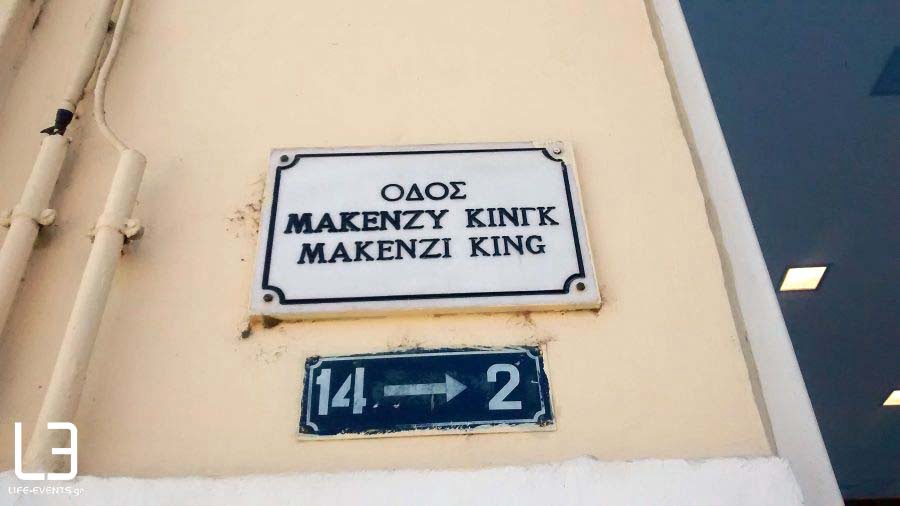 ΟΔΟΣ
ΜΑΚΕΝΖΥ ΚΙΝΓΚ
MAKENZI KING
14 → 2
LIFE-EVENTS.gr